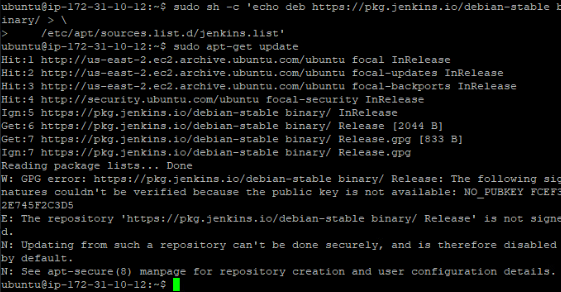 ubuntu@ip-172-31-10-12:~$ sudo sh -c 'echo deb https://pkg.jenkins.io/debian-stable b
inary/ > \
>     /etc/apt/sources.list.d/jenkins.list'
ubuntu@ip-172-31-10-12:~$ sudo apt-get update
Hit:1 http://us-east-2.ec2.archive.ubuntu.com/ubuntu focal InRelease
Hit:2 http://us-east-2.ec2.archive.ubuntu.com/ubuntu focal-updates InRelease
Hit:3 http://us-east-2.ec2.archive.ubuntu.com/ubuntu focal-backports InRelease
Hit:4 http://security.ubuntu.com/ubuntu focal-security InRelease
Ign:5 https://pkg.jenkins.io/debian-stable binary/ InRelease
Get:6 https://pkg.jenkins.io/debian-stable binary/ Release [2044 B]
Get:7 https://pkg.jenkins.io/debian-stable binary/ Release.gpg [833 B]
Ign:7 https://pkg.jenkins.io/debian-stable binary/ Release.gpg
Reading package lists... Done
W: GPG error: https://pkg.jenkins.io/debian-stable binary/ Release: The following sig
natures couldn't be verified because the public key is not available: NO_PUBKEY FCEF3
2E745F2C3D5
E: The repository 'https://pkg.jenkins.io/debian-stable binary/ Release' is not signe
d.
N: Updating from such a repository can't be done securely, and is therefore disabled
by default.
N: See apt-secure(8) manpage for repository creation and user configuration details.
ubuntu@ip-172-31-10-12:~$